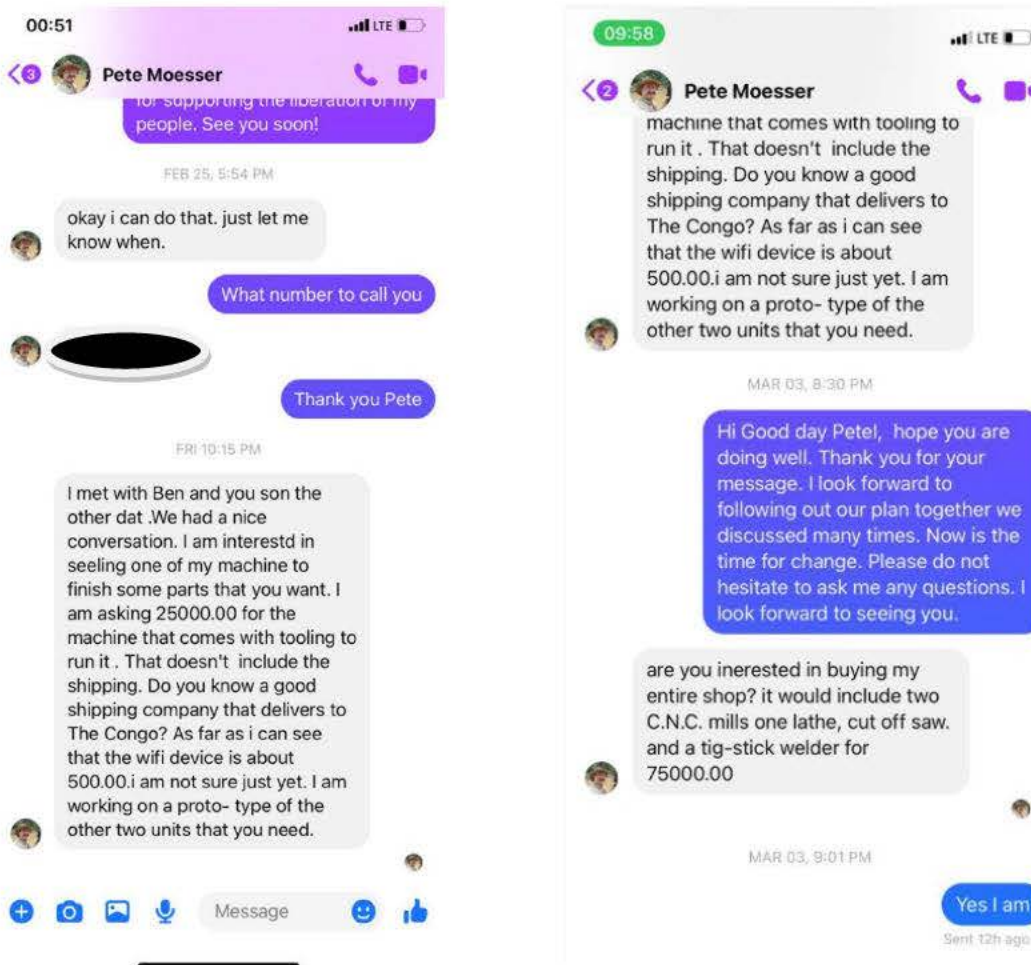 00:51
LTE
3
Pete Moesser
for supporting the liberation of my
people. See you soon!
FEB 25, 5:54 PM
okay i can do that. just let me
know when.
What number to call you
Thank you Pete
FRI 10:15 PM
I met with Ben and you son the
other dat .We had a nice
conversation. I am interestd in
seeling one of my machine to
finish some parts that you want. I
am asking 25000.00 for the
machine that comes with tooling to
run it . That doesn't include the
shipping. Do you know a good
shipping company that delivers to
The Congo? As far as i can see
that the wifi device is about
500.00.i am not sure just yet. I am
working on a proto- type of the
other two units that you need.
Message
09:58
LTE
2
Pete Moesser
machine that comes with tooling to
run it . That doesn't include the
shipping. Do you know a good
shipping company that delivers to
The Congo? As far as i can see
that the wifi device is about
500.00.i am not sure just yet. I am
working on a proto- type of the
other two units that you need.
MAR 03, 8:30 PM
Hi Good day Pete!, hope you are
doing well. Thank you for your
message. I look forward to
following out our plan together we
discussed many times. Now is the
time for change. Please do not
hesitate to ask me any questions. I
look forward to seeing you.
are you inerested in buying my
entire shop? it would include two
C.N.C. mills one lathe, cut off saw.
and a tig-stick welder for
75000.00
MAR 03, 9:01 PM
Yes I am
Sent 12h ago